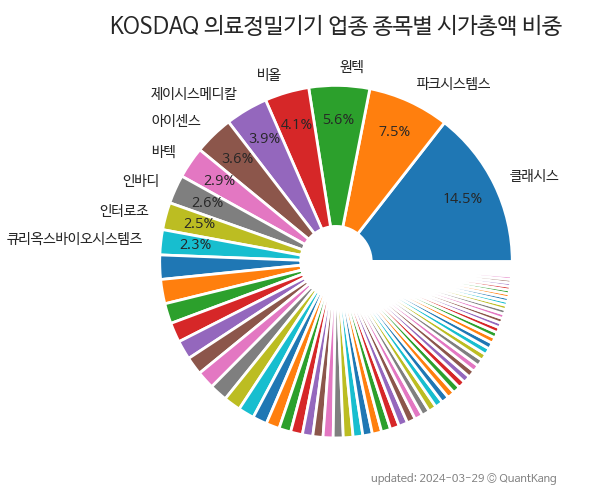 KOSDAQ 의료정밀기기 업종 종목별 시가총액 비중
클래시스
14.5%
파크시스템스
7.5%
원텍
5.6%
비올
4.1%
제이시스메디칼
3.9%
아이센스
3.6%
바텍
2.9%
인바디
2.6%
인터로조
2.5%
큐리옥스바이오시스템즈
2.3%
updated: 2024-03-29 © QuantKang